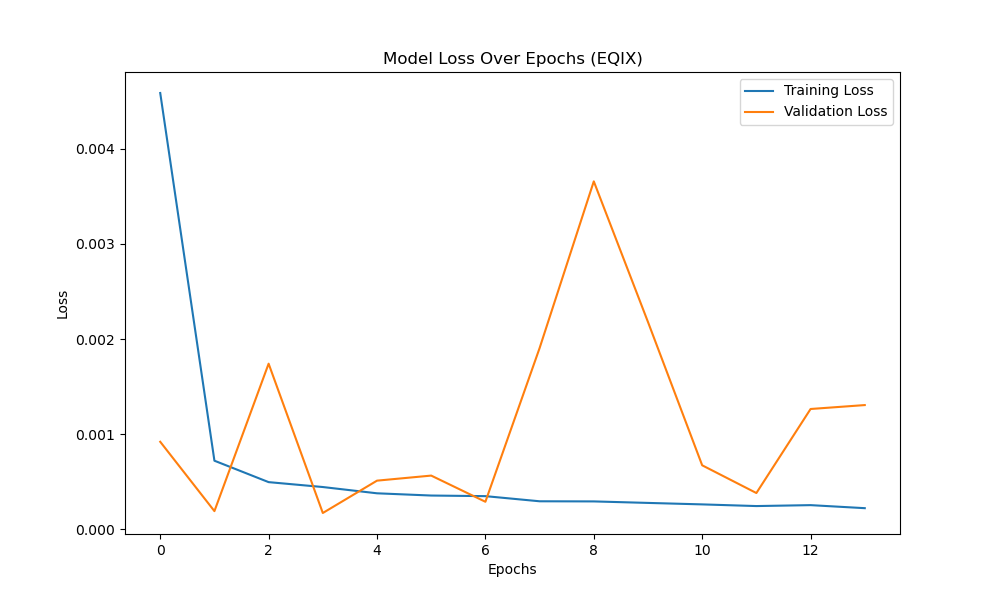 Model Loss Over Epochs (EQIX)
Training Loss
Validation Loss
0.004
0.003
0.002
0.001
0.000
Loss
0 2 4 6 8 10 12
Epochs